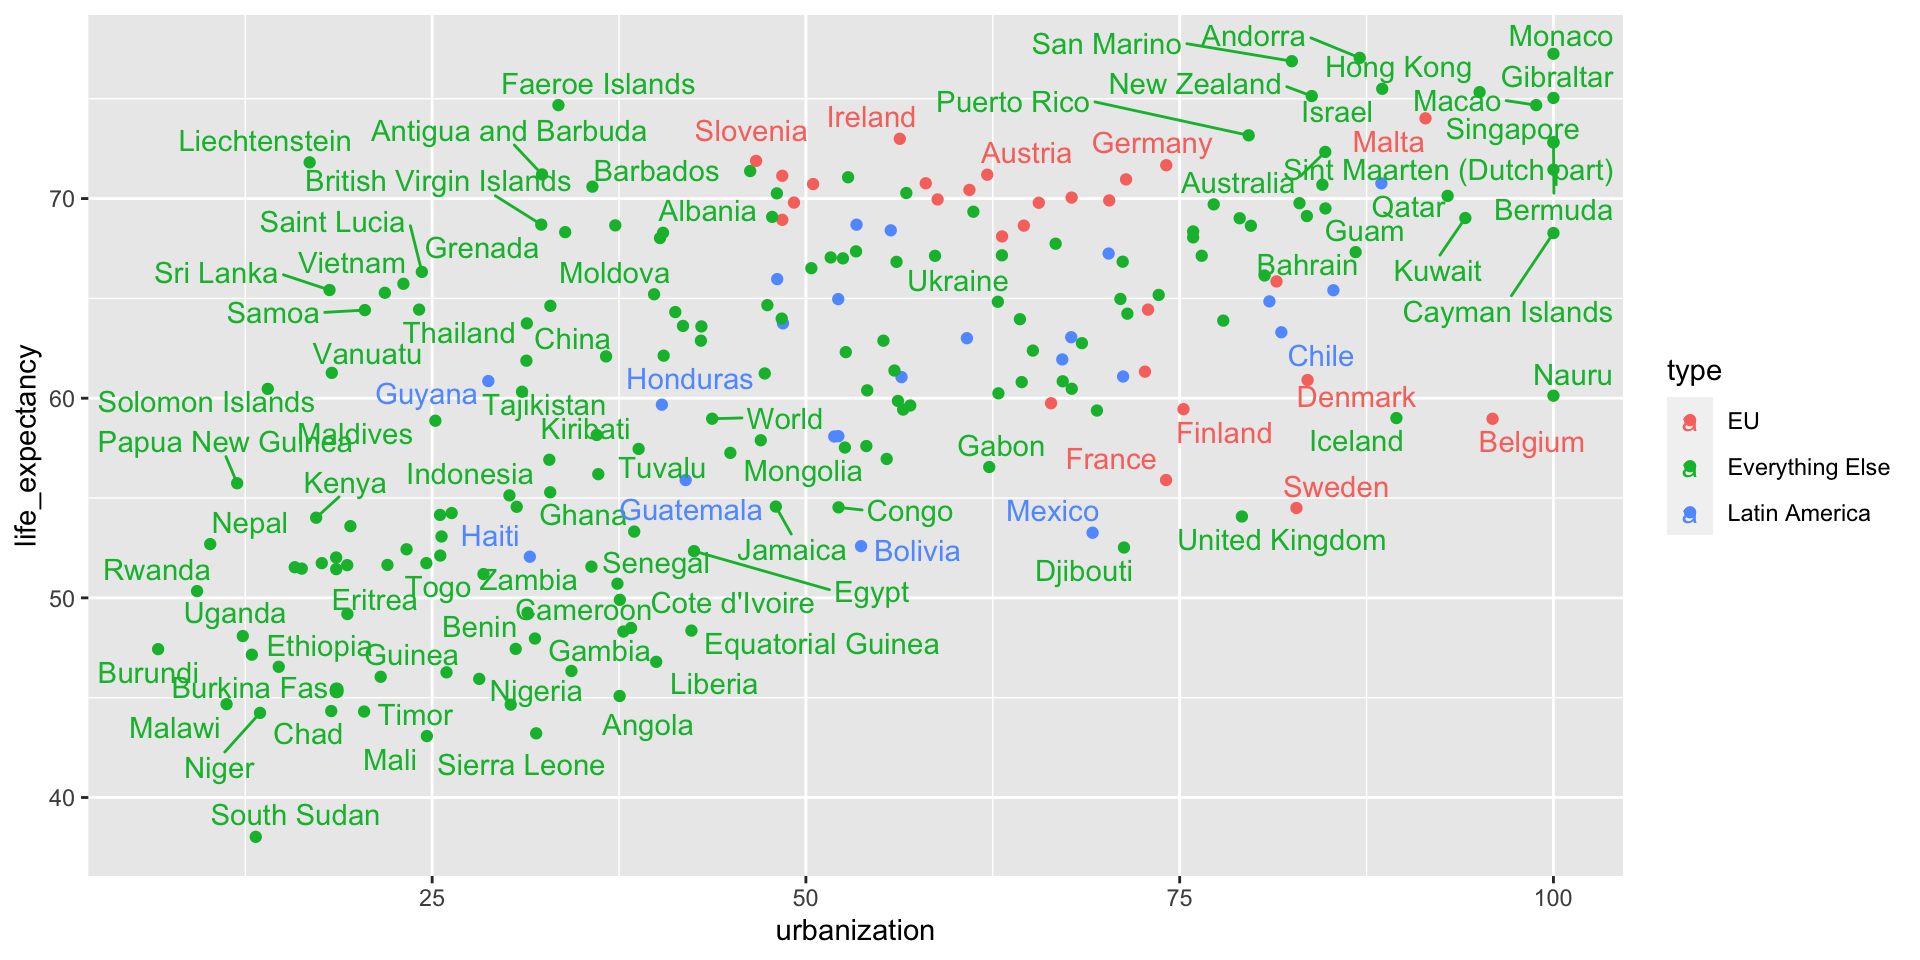 Monaco
Andorra
San Marino
Hong Kong
Gibraltar
Faeroe Islands
New Zealand
Puerto Rico
Macao
Israel
Ireland
Slovenia
Antigua and Barbuda
Singapore
Liechtenstein
Malta
Germany
Austria
Barbados
Sint Maarten (Dutch part)
British Virgin Islands
Australia
70
Albania
Qatar
Bermuda
Saint Lucia
Guam
Grenada
Vietnam
Bahrain
Sri Lanka
Moldova
Kuwait
Ukraine
Samoa
Cayman Islands
Thailand
China
Vanuatu
Chile
Nauru
Honduras
Guyana
60
Denmark
Solomon Islands
Tajikistan
World
Kiribati
Finland
Maldives
Papua New Guinea
Iceland
Belgium
Gabon
France
Tuvalu
Mongolia
Indonesia
Kenya
Sweden
Guatemala
Mexico
Congo
Ghana
Nepal
Haiti
United Kingdom
Jamaica
Bolivia
Senegal
Rwanda
Djibouti
Zambia
Togo
Egypt
50
Eritrea
Cote d'Ivoire
Cameroon
Uganda
Benin
Equatorial Guinea
Ethiopia
Gambia
Guinea
Burundi
Liberia
Burkina Faso
Nigeria
Timor
Angola
Malawi
Chad
Mali
Sierra Leone
Niger
40
South Sudan
life_expectancy
25
50
75
100
urbanization
type
a EU
a Everything Else
a Latin America